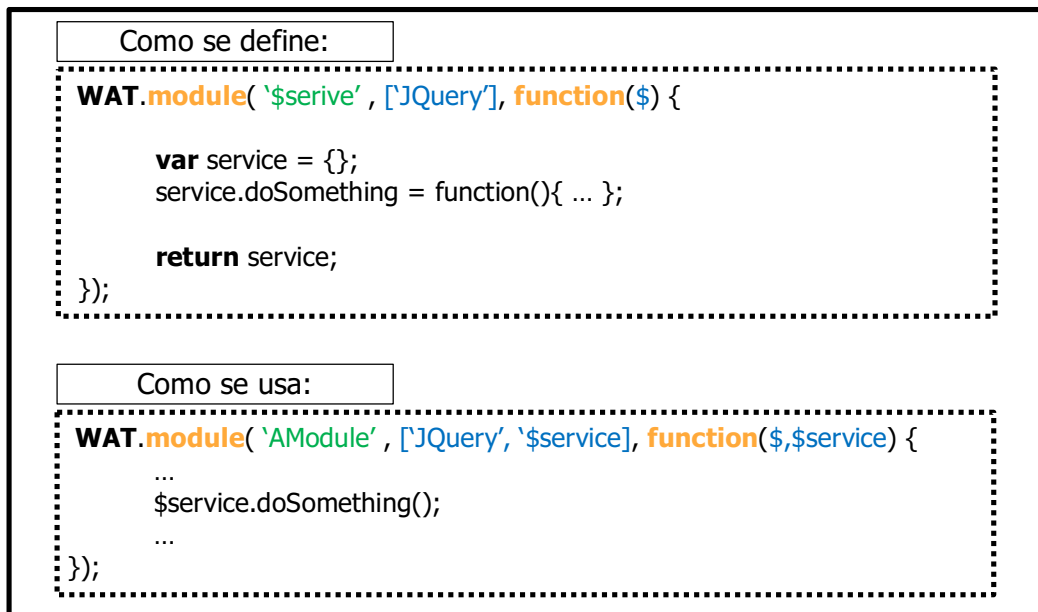 Como se define:
WAT.module( ‘$serive’ , [‘JQuery’], function($) {
var service = {};
service.doSomething = function(){ … };
return service;
});
Como se usa:
WAT.module( ‘AModule’ , [‘JQuery’, ‘$service], function($,$service) {
…
$service.doSomething();
…
});